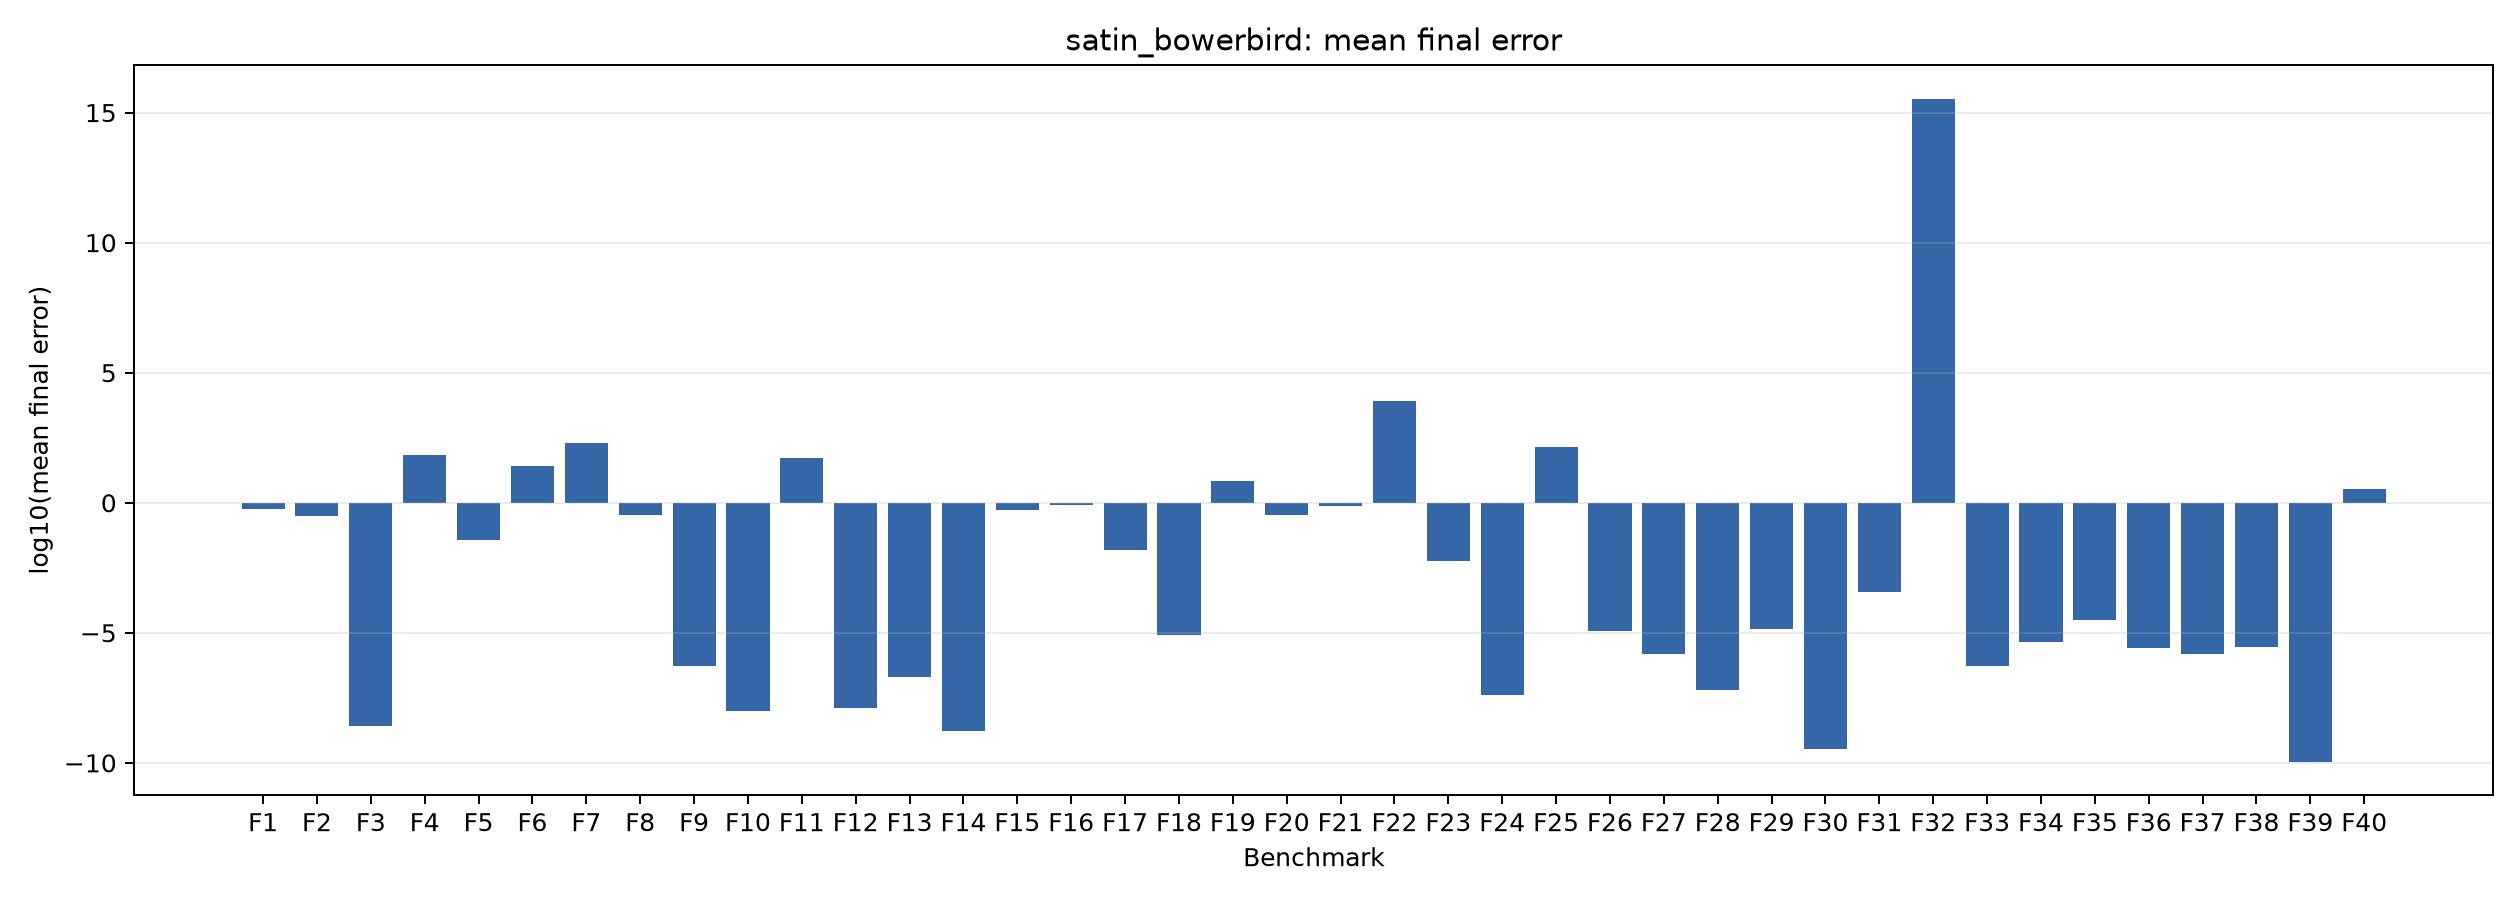 satin_bowerbird: mean final error
log10(mean final error)
15
10
5
0
−5
−10
F1 F2 F3 F4 F5 F6 F7 F8 F9 F10 F11 F12 F13 F14 F15 F16 F17 F18 F19 F20 F21 F22 F23 F24 F25 F26 F27 F28 F29 F30 F31 F32 F33 F34 F35 F36 F37 F38 F39 F40
Benchmark